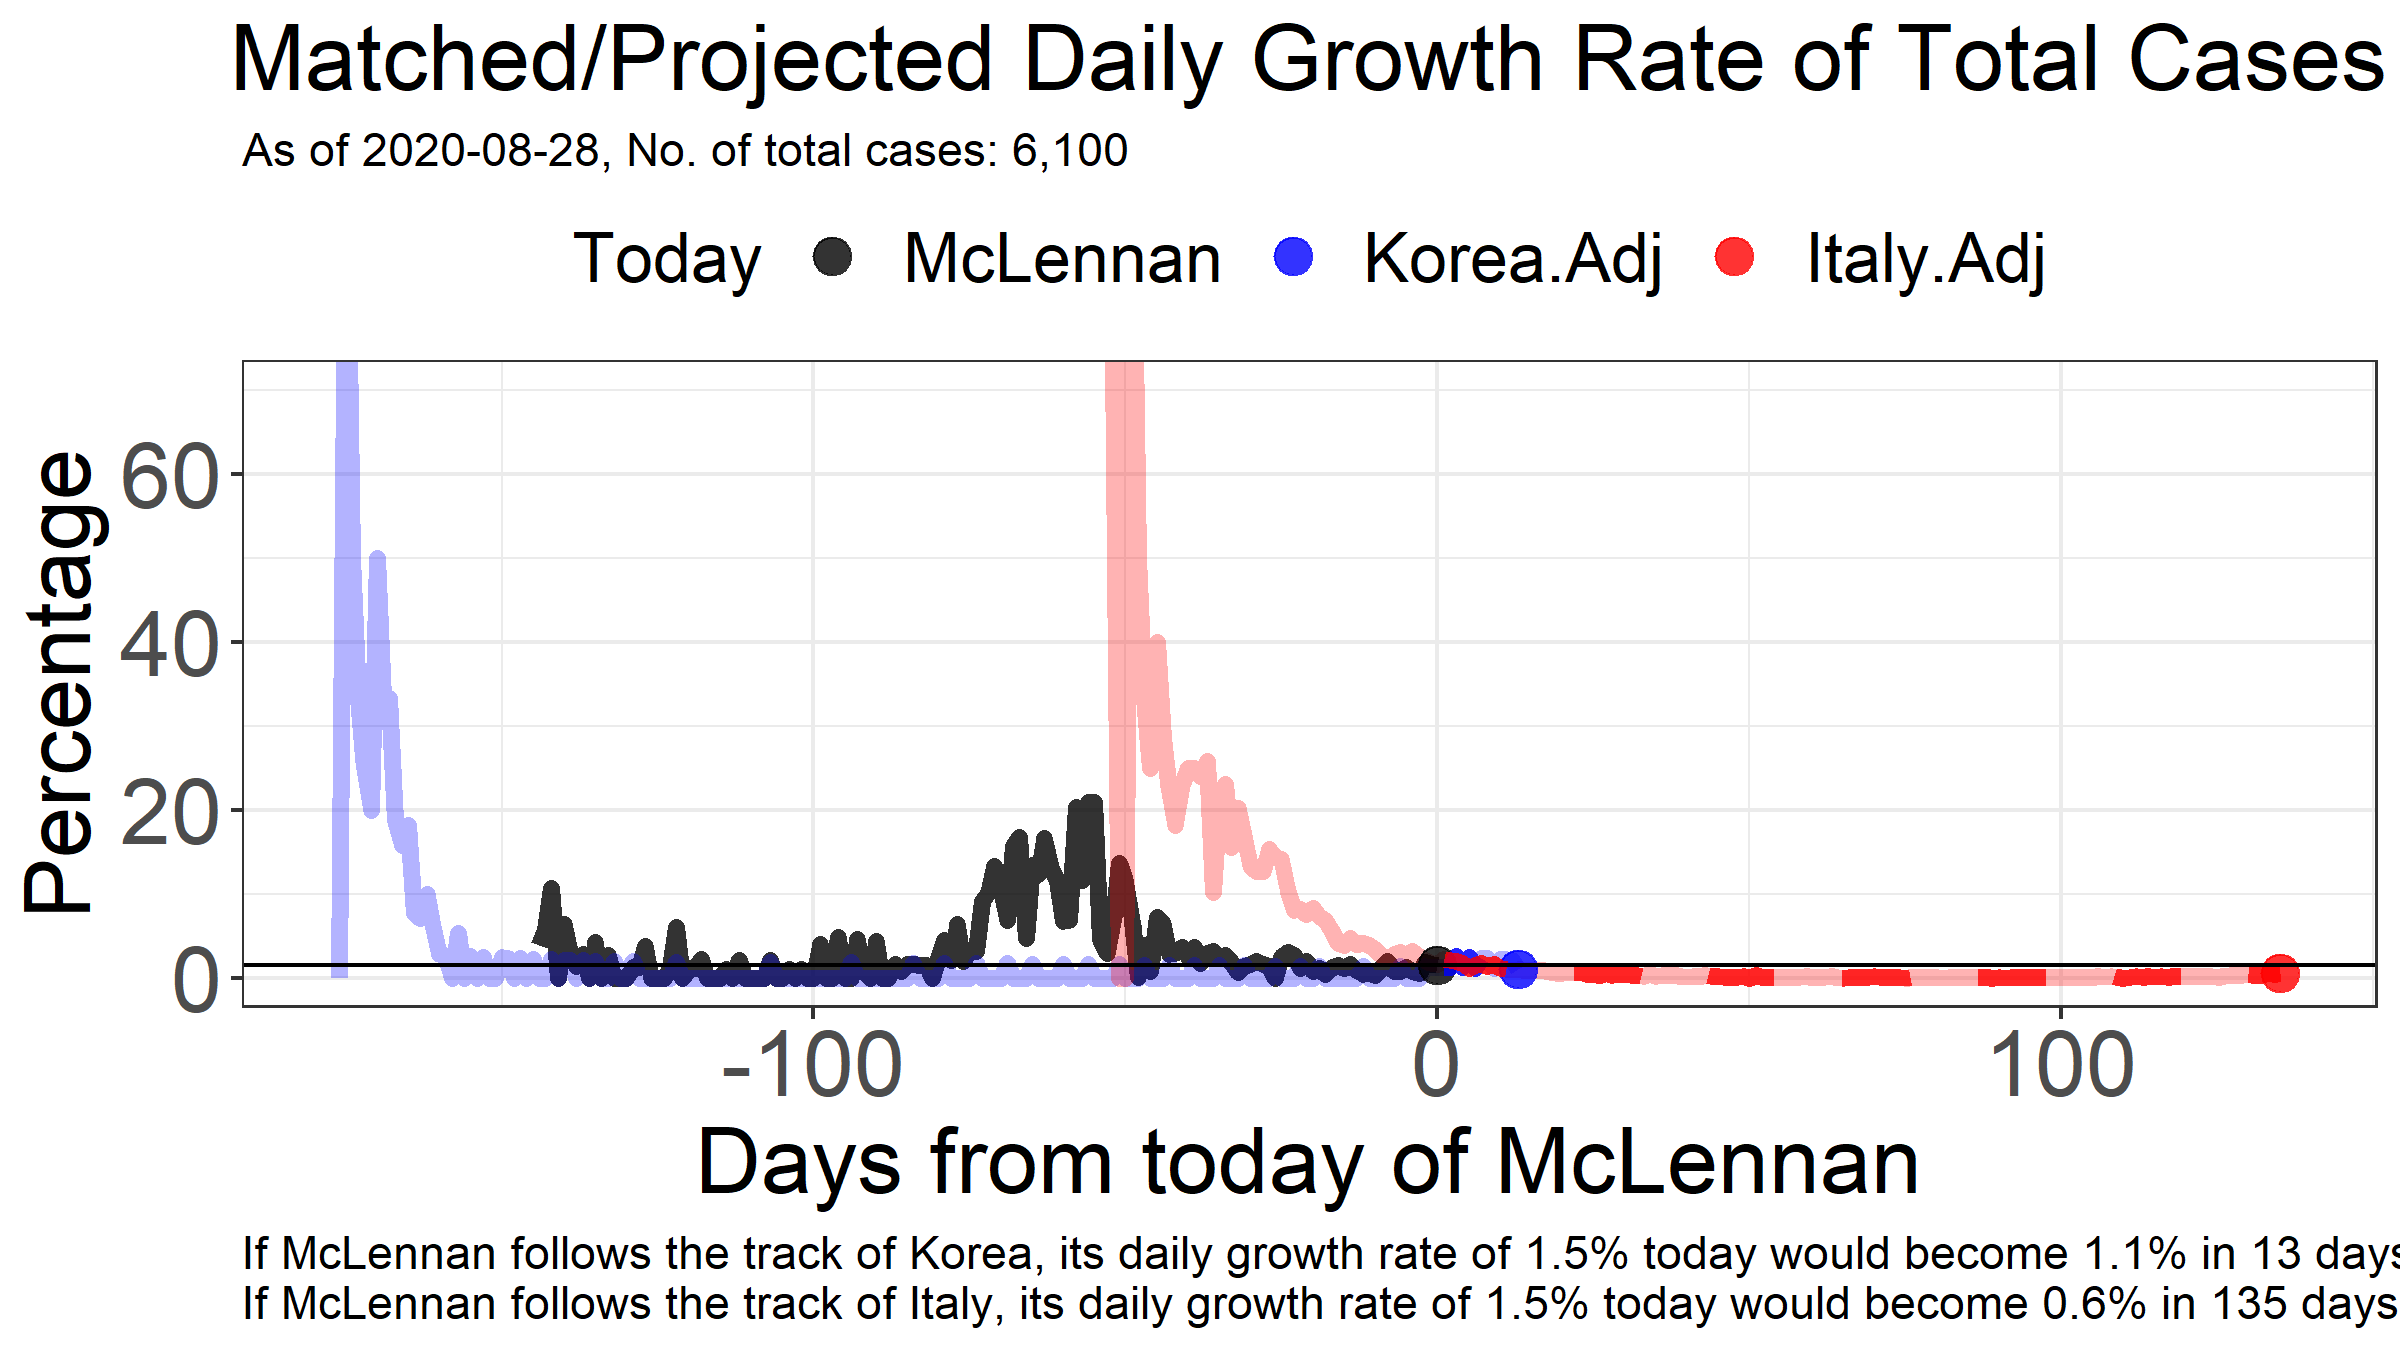 Matched/Projected Daily Growth Rate of Total Cases
As of 2020-08-28, No. of total cases: 6,100
Today McLennan Korea.Adj Italy.Adj
Percentage
60
40
20
0
-100 0 100
Days from today of McLennan
If McLennan follows the track of Korea, its daily growth rate of 1.5% today would become 1.1% in 13 days
If McLennan follows the track of Italy, its daily growth rate of 1.5% today would become 0.6% in 135 days